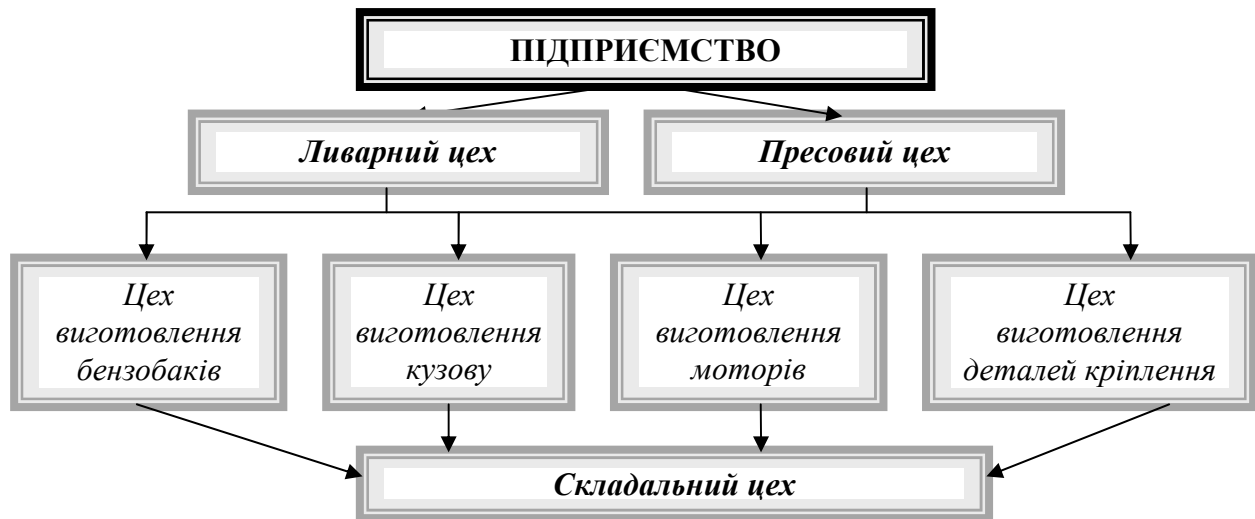 ПІДПРИЄМСТВО
Ливарний цех
Пресовий цех
Цех
виготовлення
бензобаків
Цех
виготовлення
кузову
Цех
виготовлення
моторів
Цех
виготовлення
деталей кріплення
Складальний цех